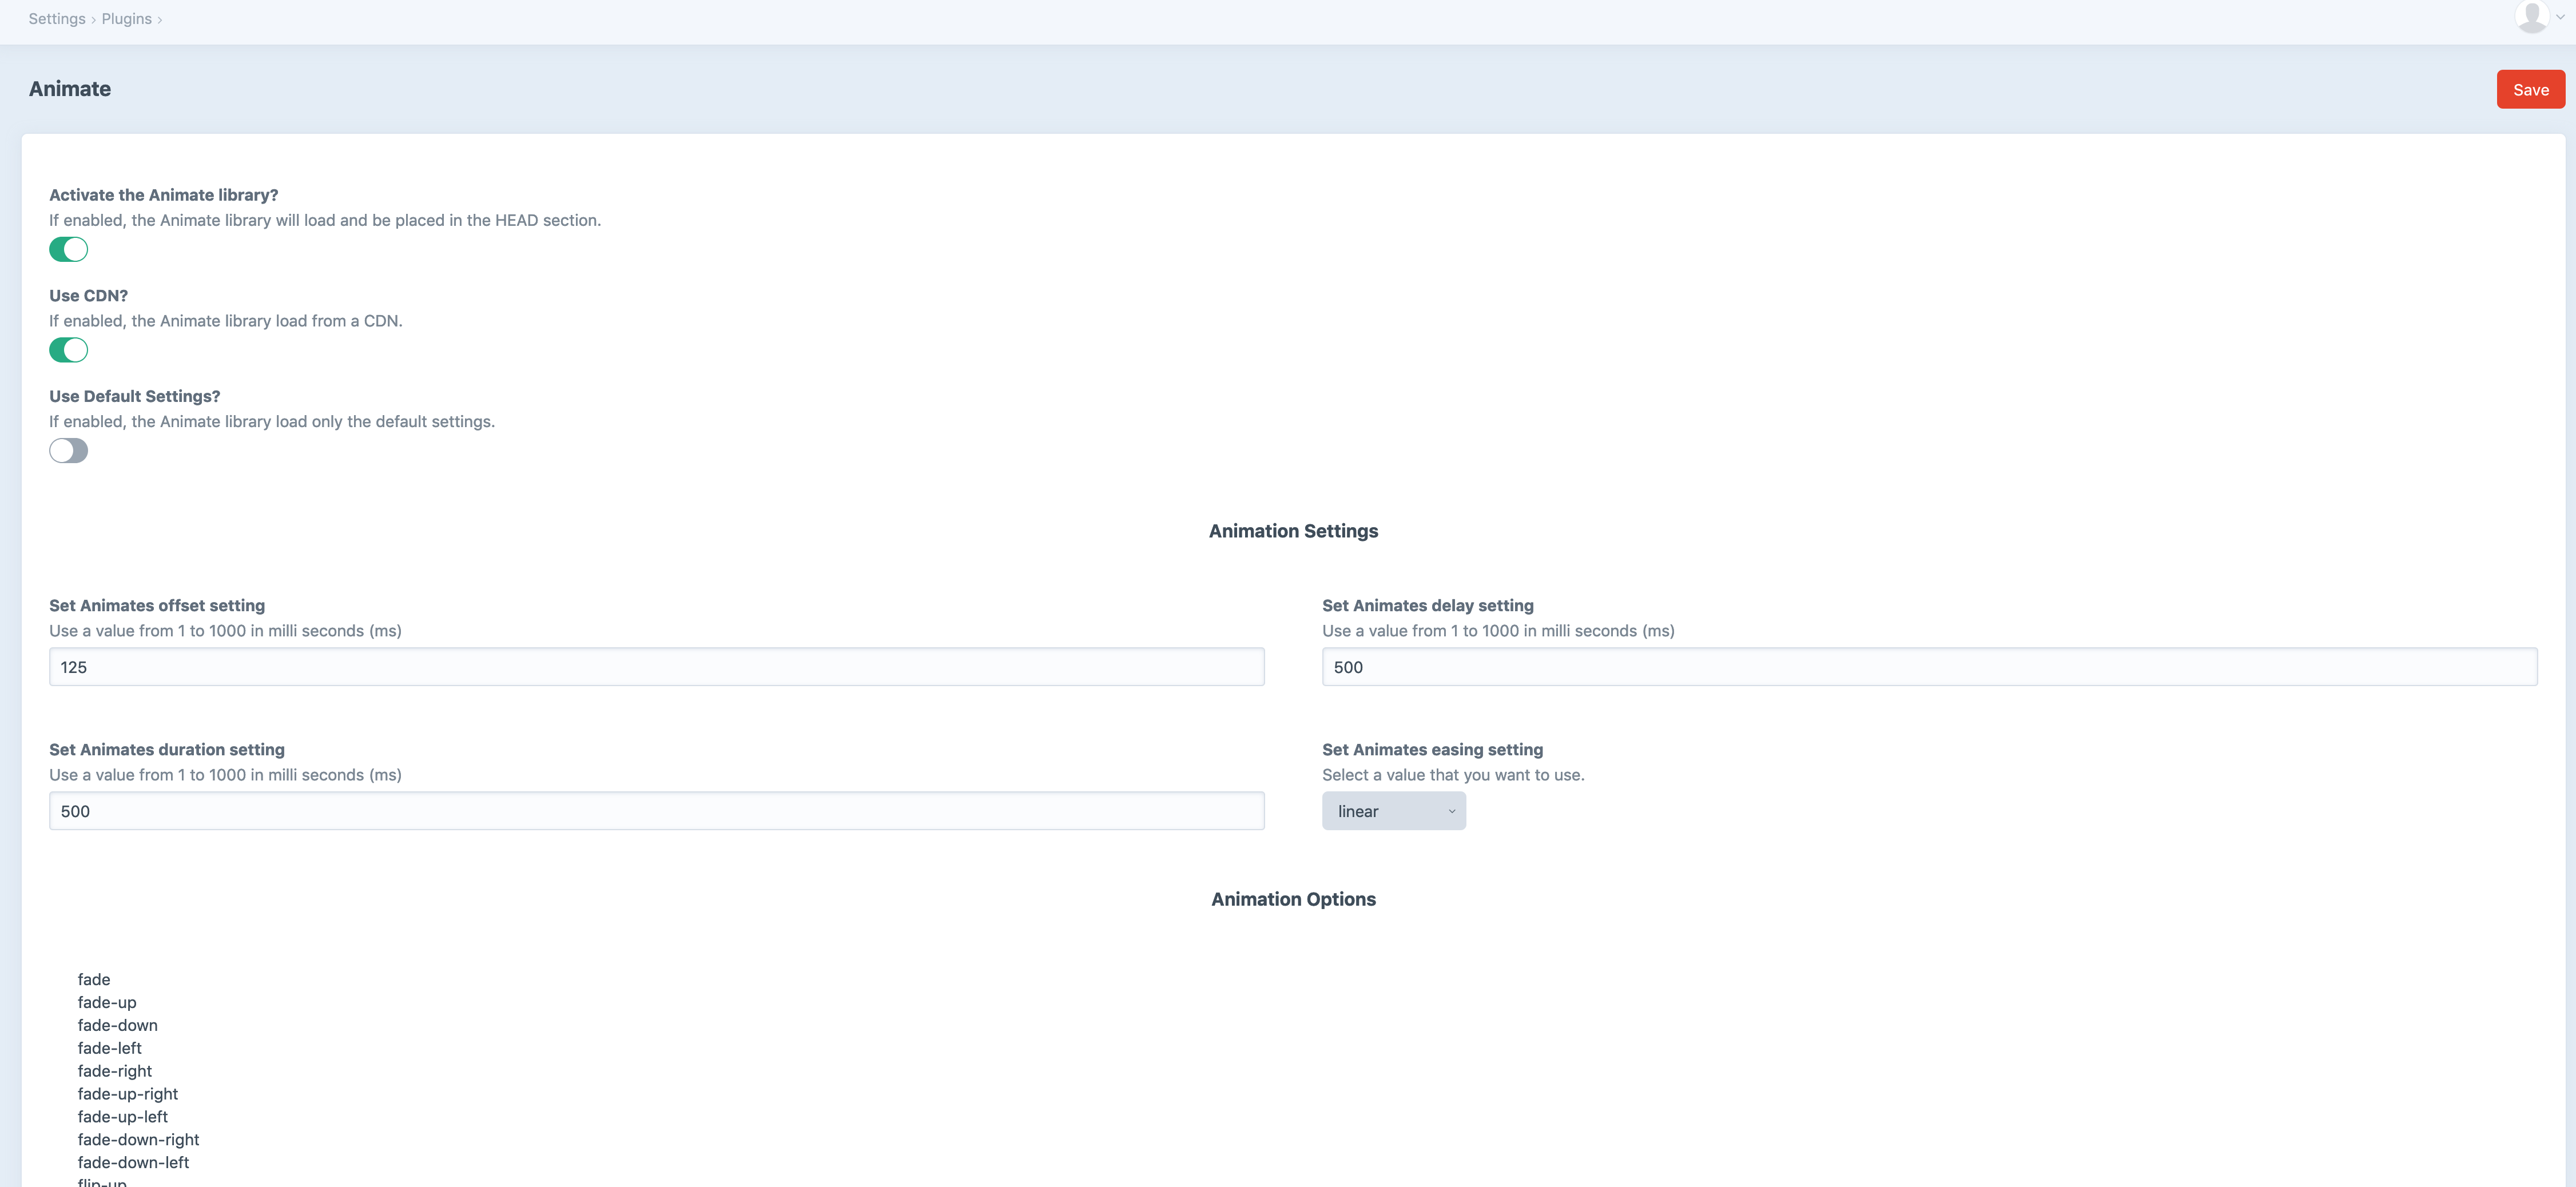 Settings › Plugins ›
Animate
Save
Activate the Animate library?
If enabled, the Animate library will load and be placed in the HEAD section.
Use CDN?
If enabled, the Animate library load from a CDN.
Use Default Settings?
If enabled, the Animate library load only the default settings.
Animation Settings
Set Animates offset setting
Use a value from 1 to 1000 in milli seconds (ms)
125
Set Animates delay setting
Use a value from 1 to 1000 in milli seconds (ms)
500
Set Animates duration setting
Use a value from 1 to 1000 in milli seconds (ms)
500
Set Animates easing setting
Select a value that you want to use.
linear
Animation Options
fade
fade-up
fade-down
fade-left
fade-right
fade-up-right
fade-up-left
fade-down-right
fade-down-left
flip-up